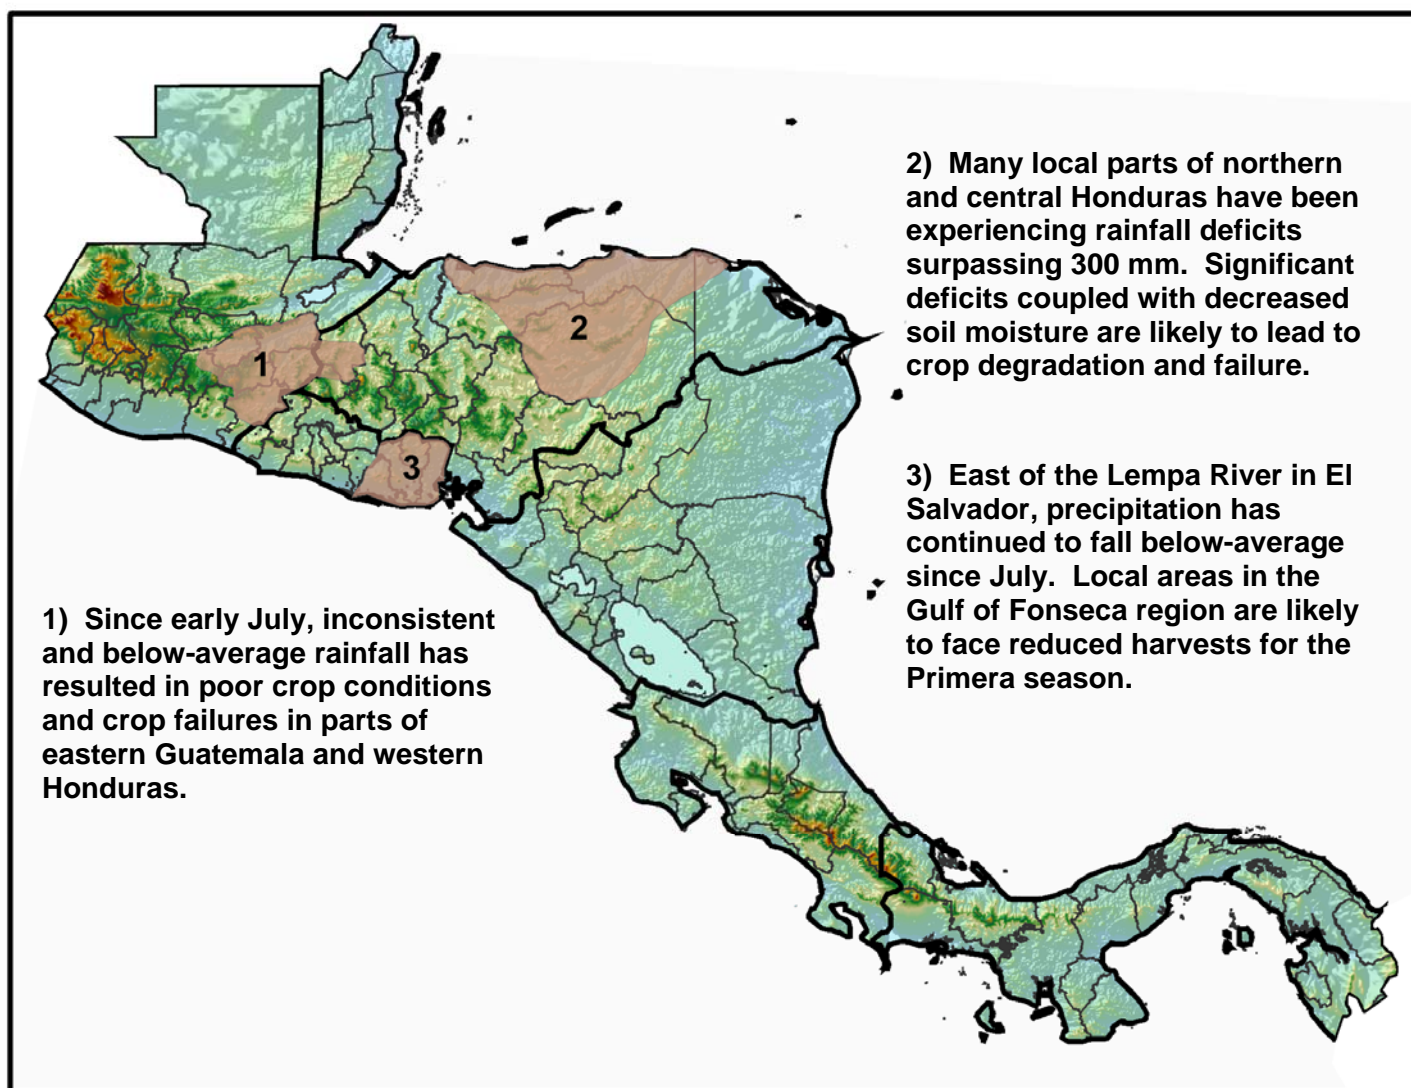 2)  Many local parts of northern
and central Honduras have been
experiencing rainfall deficits
surpassing 300 mm.  Significant
deficits coupled with decreased
soil moisture are likely to lead to
crop degradation and failure.
2
1
3
3)  East of the Lempa River in El
Salvador, precipitation has
continued to fall below-average
since July.  Local areas in the
Gulf of Fonseca region are likely
to face reduced harvests for the
Primera season.
1)  Since early July, inconsistent
and below-average rainfall has
resulted in poor crop conditions
and crop failures in parts of
eastern Guatemala and western
Honduras.